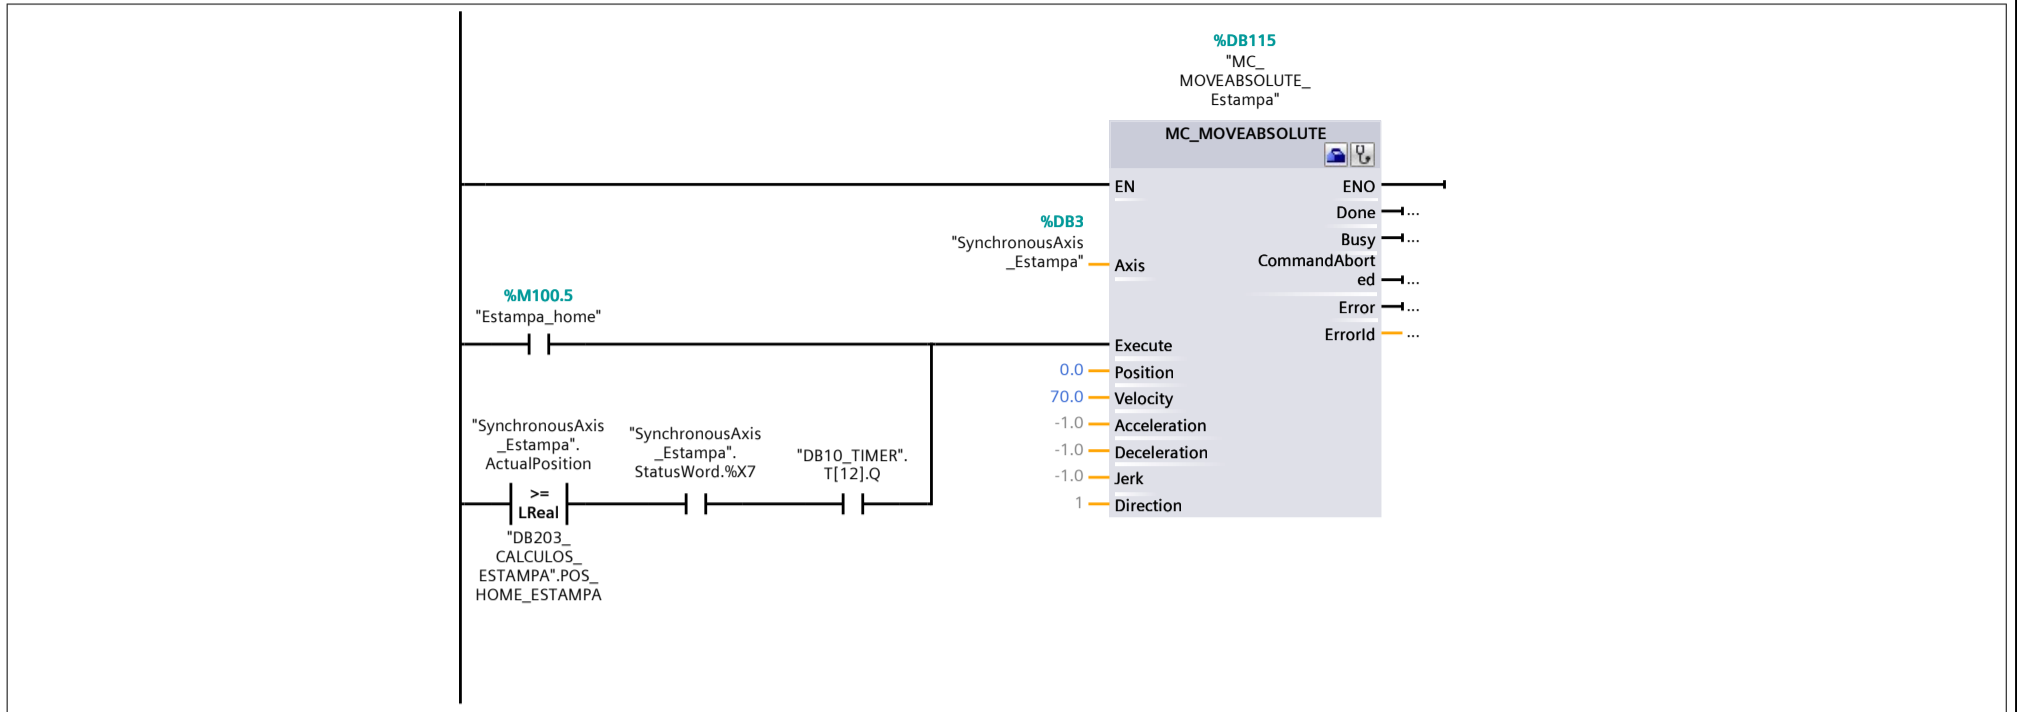 %DB115
"MC_
MOVEABSOLUTE_
Estampa"
MC_MOVEABSOLUTE
EN
ENO
Done
...
Busy
...
CommandAbort
ed
...
Error
...
ErrorId
...
%DB3
"SynchronousAxis
_Estampa"
Axis
%M100.5
"Estampa_home"
Execute
0.0
Position
70.0
Velocity
-1.0
Acceleration
-1.0
Deceleration
-1.0
Jerk
1
Direction
"SynchronousAxis
_Estampa".
ActualPosition
>=
LReal
"DB203_
CALCULOS_
ESTAMPA".POS_
HOME_ESTAMPA
"SynchronousAxis
_Estampa".
StatusWord.%X7
"DB10_TIMER".
T[12].Q